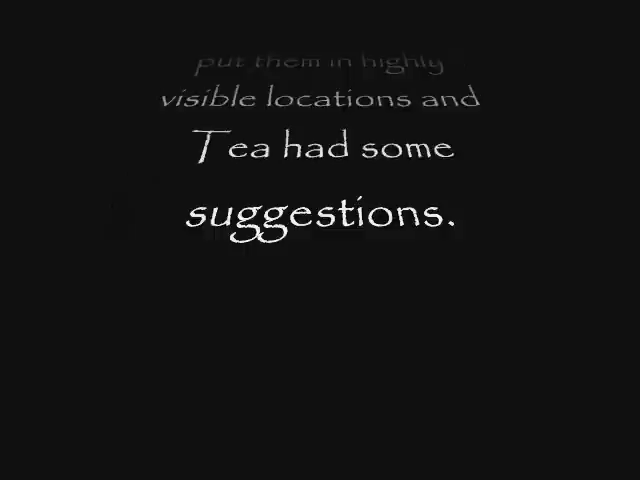 put them in highly
visible locations and
Tea had some
suggestions.